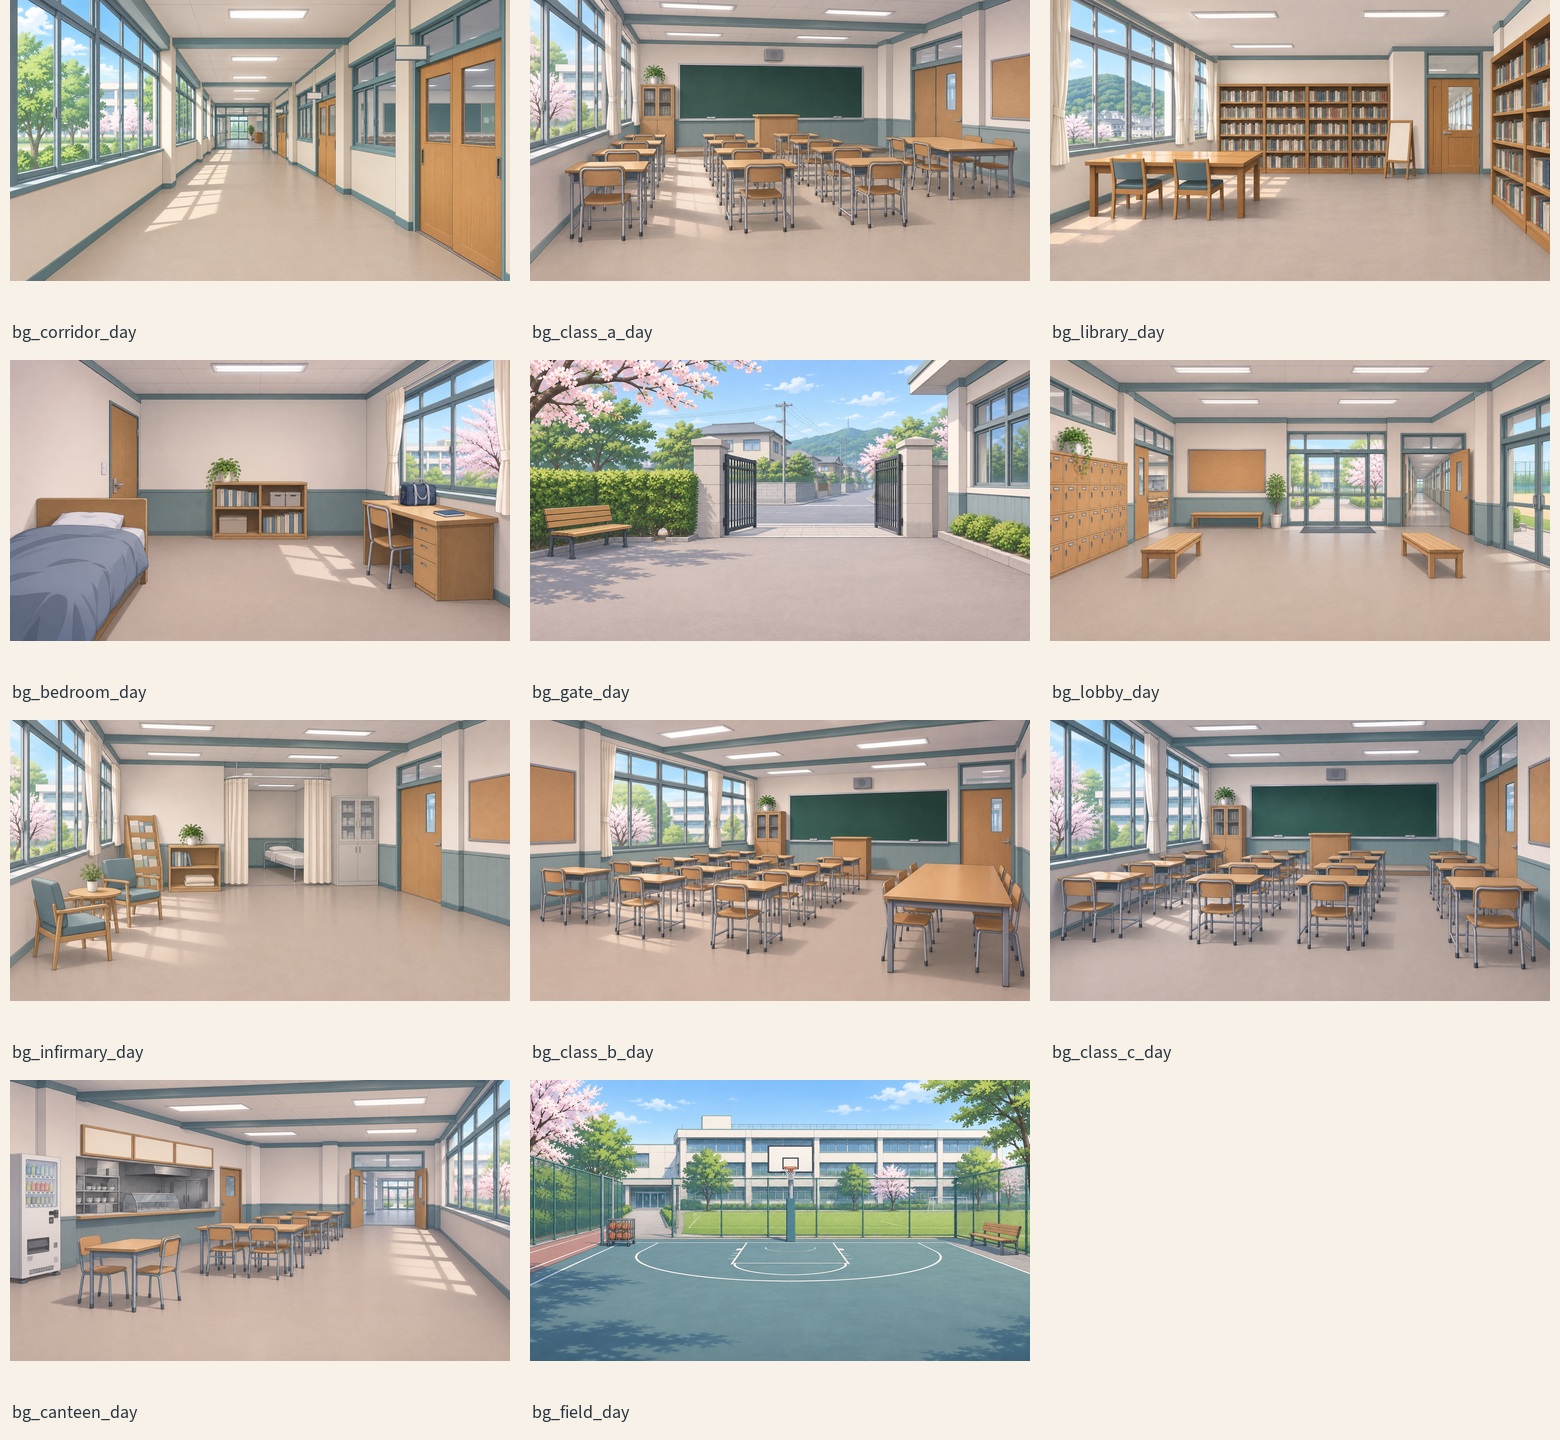 bg_corridor_day
bg_class_a_day
bg_library_day
bg_bedroom_day
bg_gate_day
bg_lobby_day
bg_infirmary_day
bg_class_b_day
bg_class_c_day
bg_canteen_day
bg_field_day